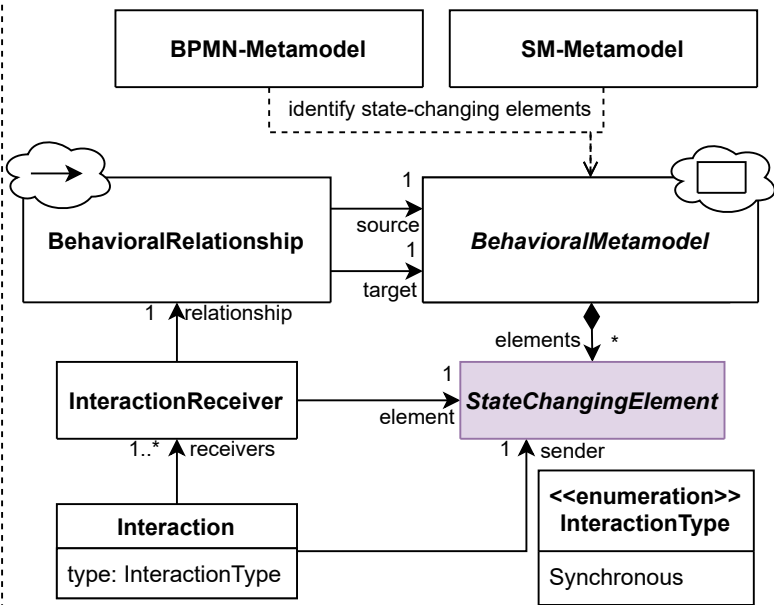 BPMN-Metamodel
SM-Metamodel
identify state-changing elements
BehavioralRelationship
1
source
1
target
BehavioralMetamodel
1
relationship
elements
*
InteractionReceiver
1
element
StateChangingElement
1..*
receivers
1
sender
Interaction
type: InteractionType
<<enumeration>>
InteractionType
Synchronous